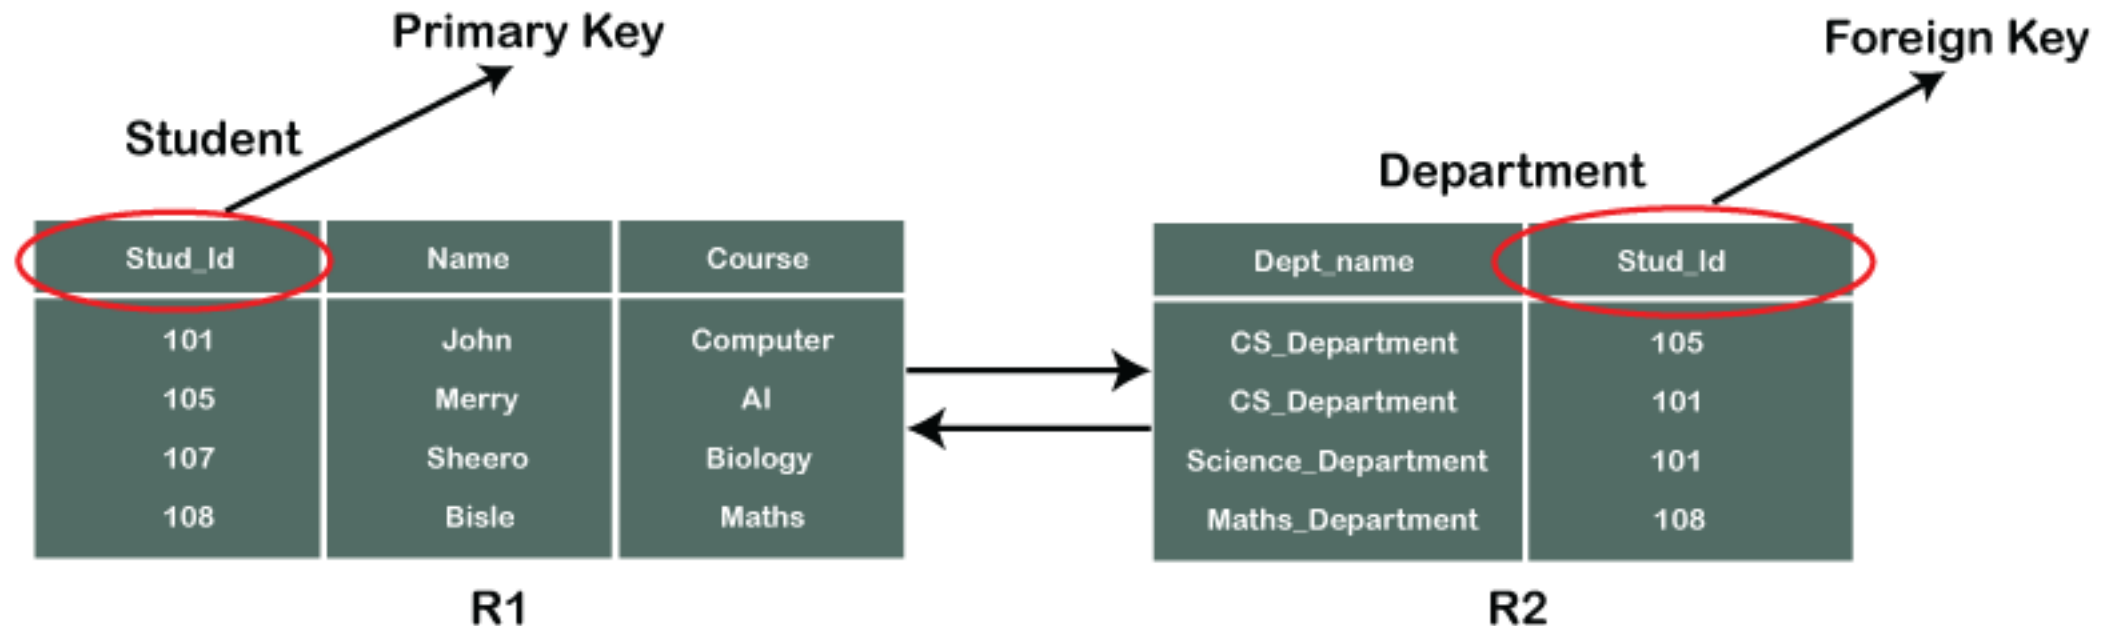 Primary Key
Foreign Key
Student
Department
Stud_Id Name Course
101 John Computer
105 Merry AI
107 Sheero Biology
108 Bisle Maths
R1
Dept_name Stud_Id
CS_Department 105
CS_Department 101
Science_Department 101
Maths_Department 108
R2